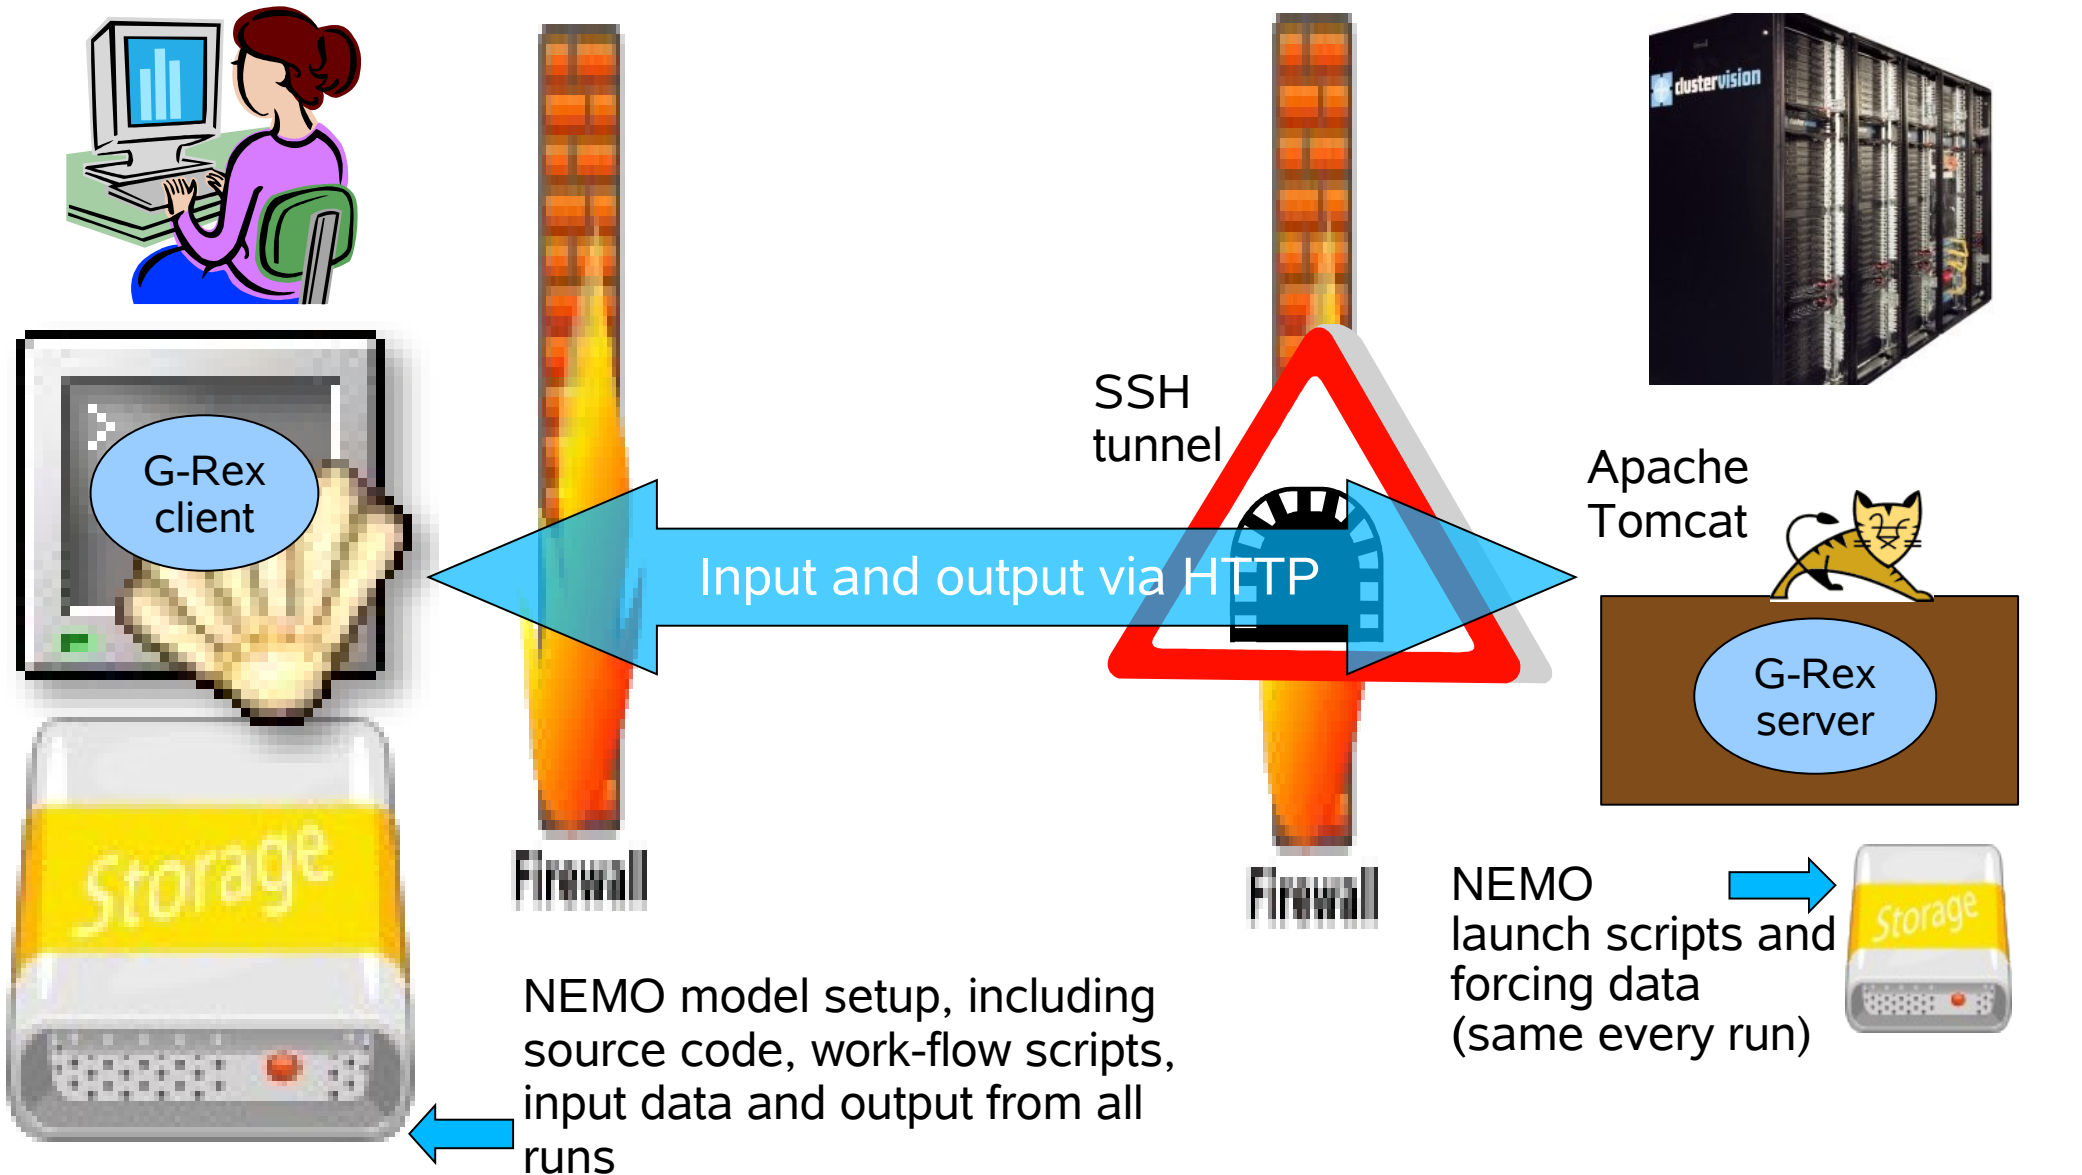 clustervision
SSH
tunnel
G-Rex
client
Apache
Tomcat
Input and output via HTTP
G-Rex
server
Storage
Firewall
Firewall
NEMO
launch scripts and
forcing data
(same every run)
Storage
NEMO model setup, including
source code, work-flow scripts,
input data and output from all
runs